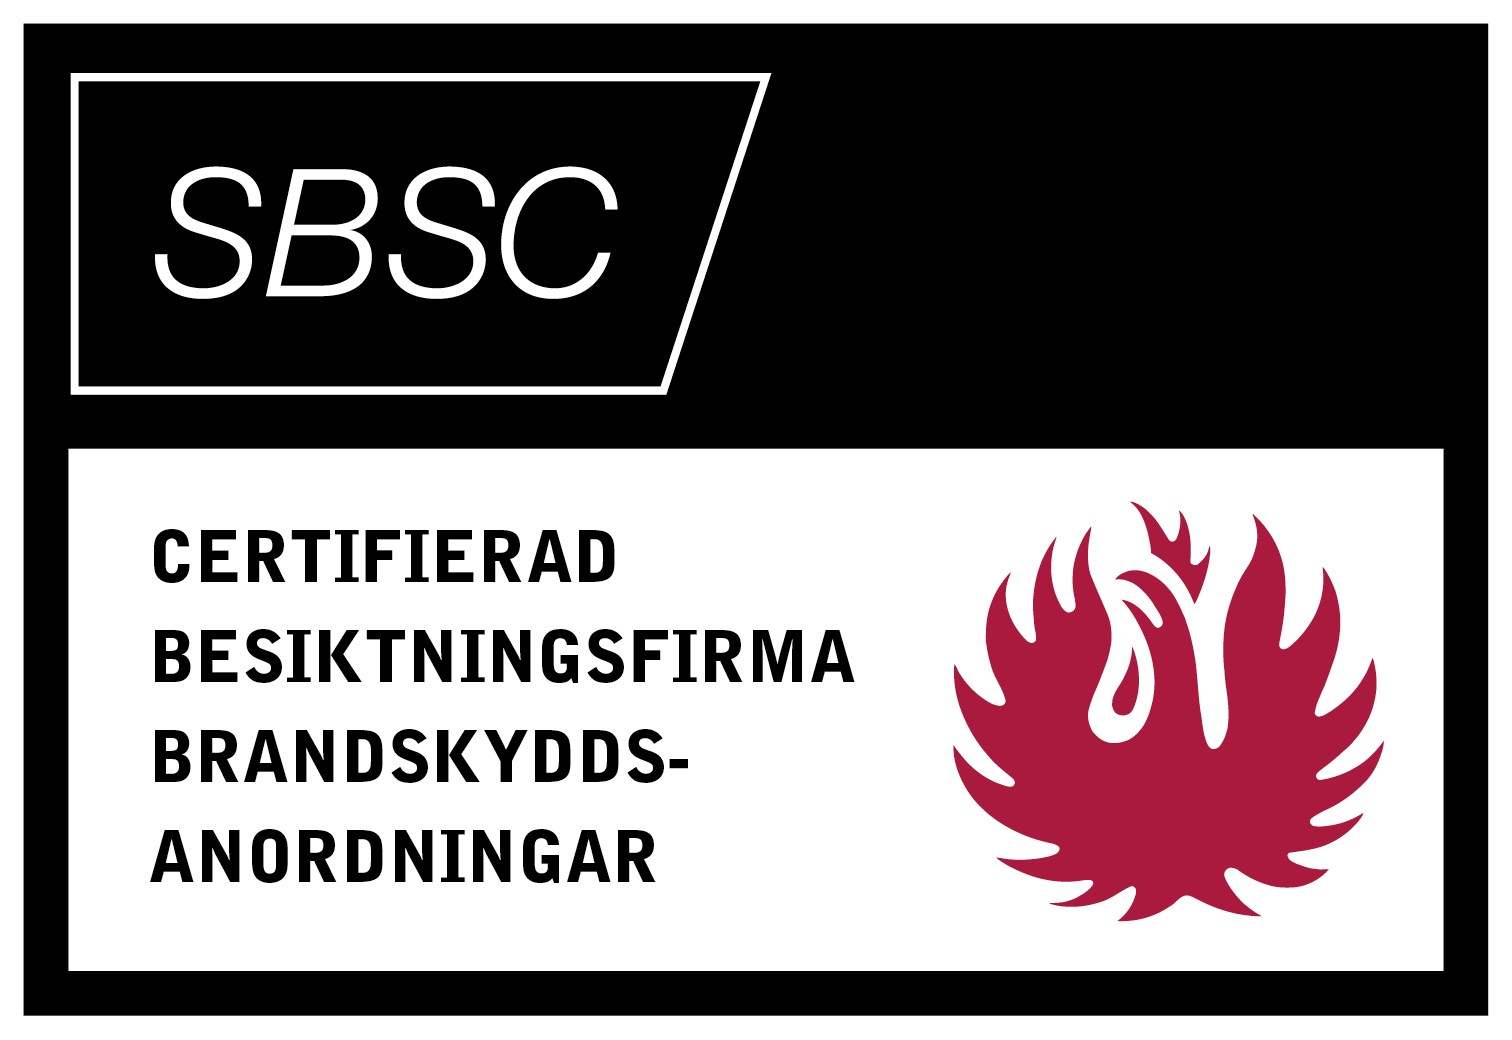 SBSC
CERTIFIERAD
BESIKTNINGSFIRMA
BRANDSKYDDS-
ANORDNINGAR